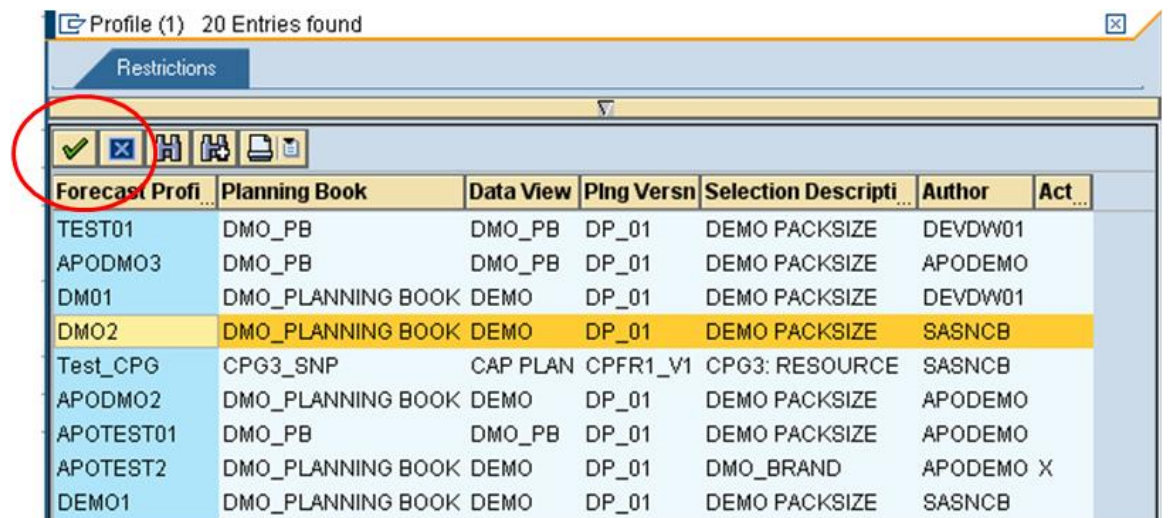 Profile (1) 20 Entries found
Restrictions
Forecast Profi... Planning Book Data View Plng Versn Selection Descripti... Author Act...
TEST01 DMO_PB DMO_PB DP_01 DEMO PACKSIZE DEVDW01
APODMO3 DMO_PB DMO_PB DP_01 DEMO PACKSIZE APODEMO
DM01 DMO_PLANNING BOOK DEMO DP_01 DEMO PACKSIZE DEVDW01
DMO2 DMO_PLANNING BOOK DEMO DP_01 DEMO PACKSIZE SASNCB
Test_CPG CPG3_SNP CAP PLAN CPFR1_V1 CPG3: RESOURCE SASNCB
APODMO2 DMO_PLANNING BOOK DEMO DP_01 DEMO PACKSIZE APODEMO
APOTEST01 DMO_PB DMO_PB DP_01 DEMO PACKSIZE APODEMO
APOTEST2 DMO_PLANNING BOOK DEMO DP_01 DMO_BRAND APODEMO X
DEMO1 DMO_PLANNING BOOK DEMO DP_01 DEMO PACKSIZE SASNCB